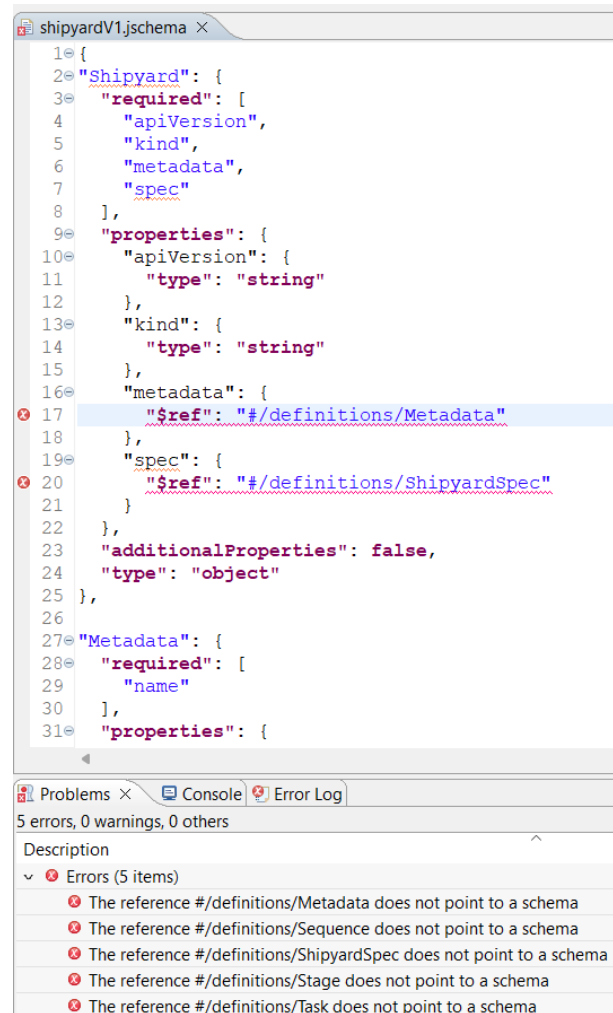 shipyardV1.jschema
1 {
2 "Shipyard": {
3 "required": [
4 "apiVersion",
5 "kind",
6 "metadata",
7 "spec"
8 ],
9 "properties": {
10 "apiVersion": {
11 "type": "string"
12 },
13 "kind": {
14 "type": "string"
15 },
16 "metadata": {
17 "$ref": "#/definitions/Metadata"
18 },
19 "spec": {
20 "$ref": "#/definitions/ShipyardSpec"
21 }
22 },
23 "additionalProperties": false,
24 "type": "object"
25 },
26
27 "Metadata": {
28 "required": [
29 "name"
30 ],
31 "properties": {
Problems Console Error Log
5 errors, 0 warnings, 0 others
Description
Errors (5 items)
The reference #/definitions/Metadata does not point to a schema
The reference #/definitions/Sequence does not point to a schema
The reference #/definitions/ShipyardSpec does not point to a schema
The reference #/definitions/Stage does not point to a schema
The reference #/definitions/Task does not point to a schema